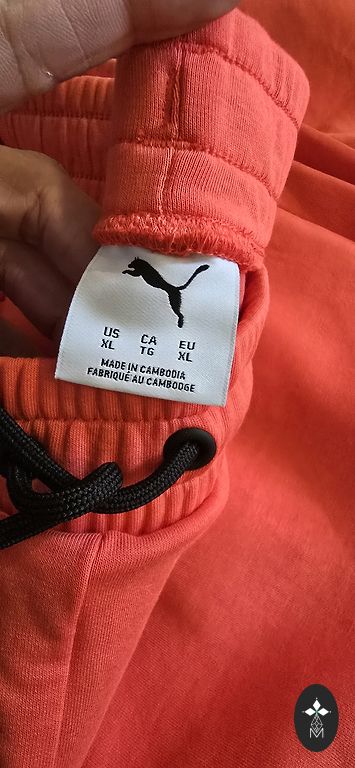 US CA EU
XL TG XL
MADE IN CAMBODIA
FABRIQUÉ AU CAMBODGE
M